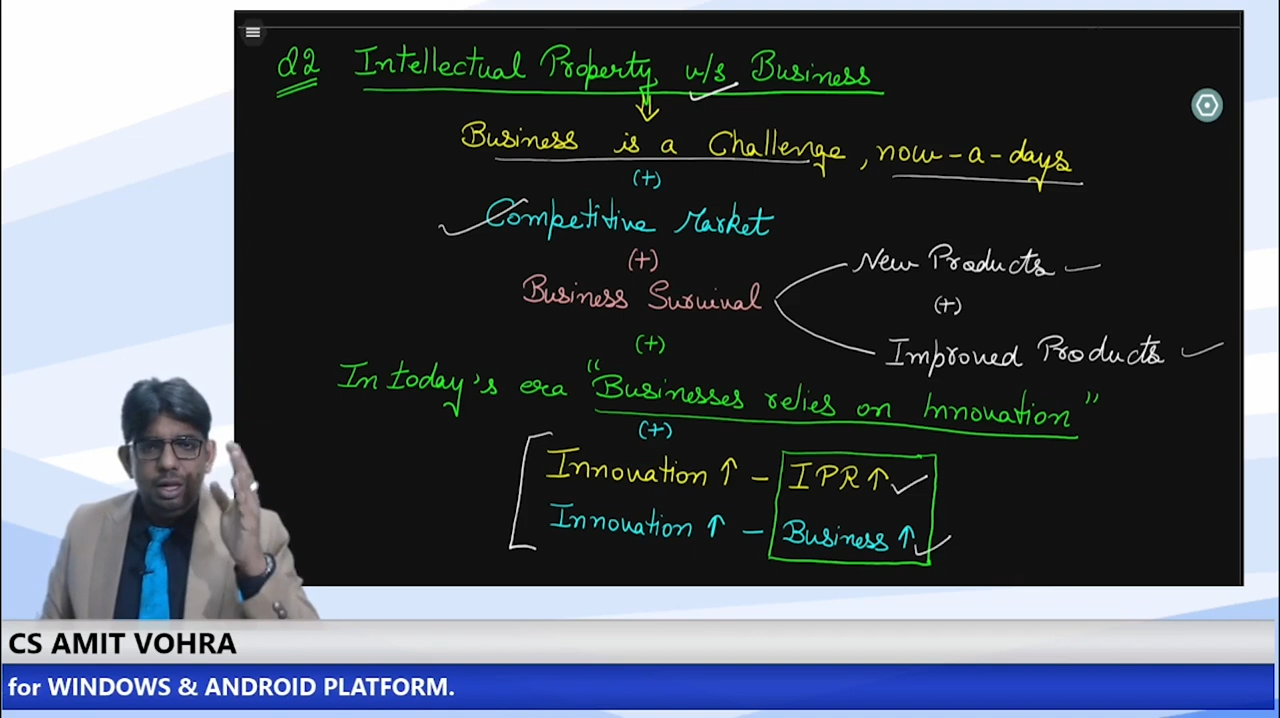 Q2 Intellectual Property v/s Business
Business is a Challenge, now-a-days
(+)
Competitive Market
(+)
Business Survival
New Products
(+)
Improved Products
(+)
In today's era "Businesses relies on Innovation"
(+)
Innovation ↑ - IPR ↑
Innovation ↑ - Business ↑
CS AMIT VOHRA
for WINDOWS & ANDROID PLATFORM.